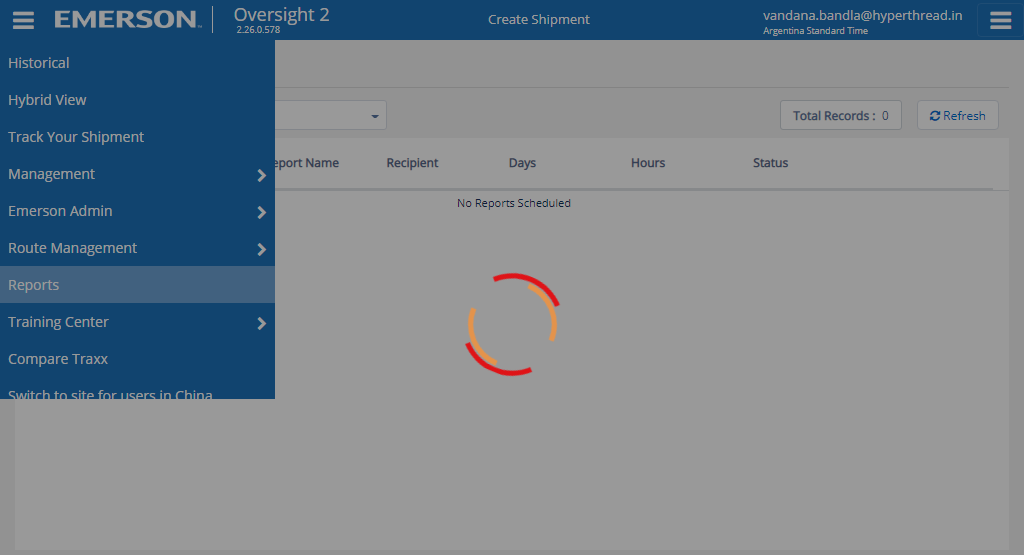 EMERSON
Oversight 2
2.26.0.578
Create Shipment
vandana.bandla@hyperthread.in
Argentina Standard Time
Historical
Hybrid View
Track Your Shipment
Management
Emerson Admin
Route Management
Reports
Training Center
Compare Traxx
Switch to site for users in China
Total Records : 0
Refresh
eport Name Recipient Days Hours Status
No Reports Scheduled